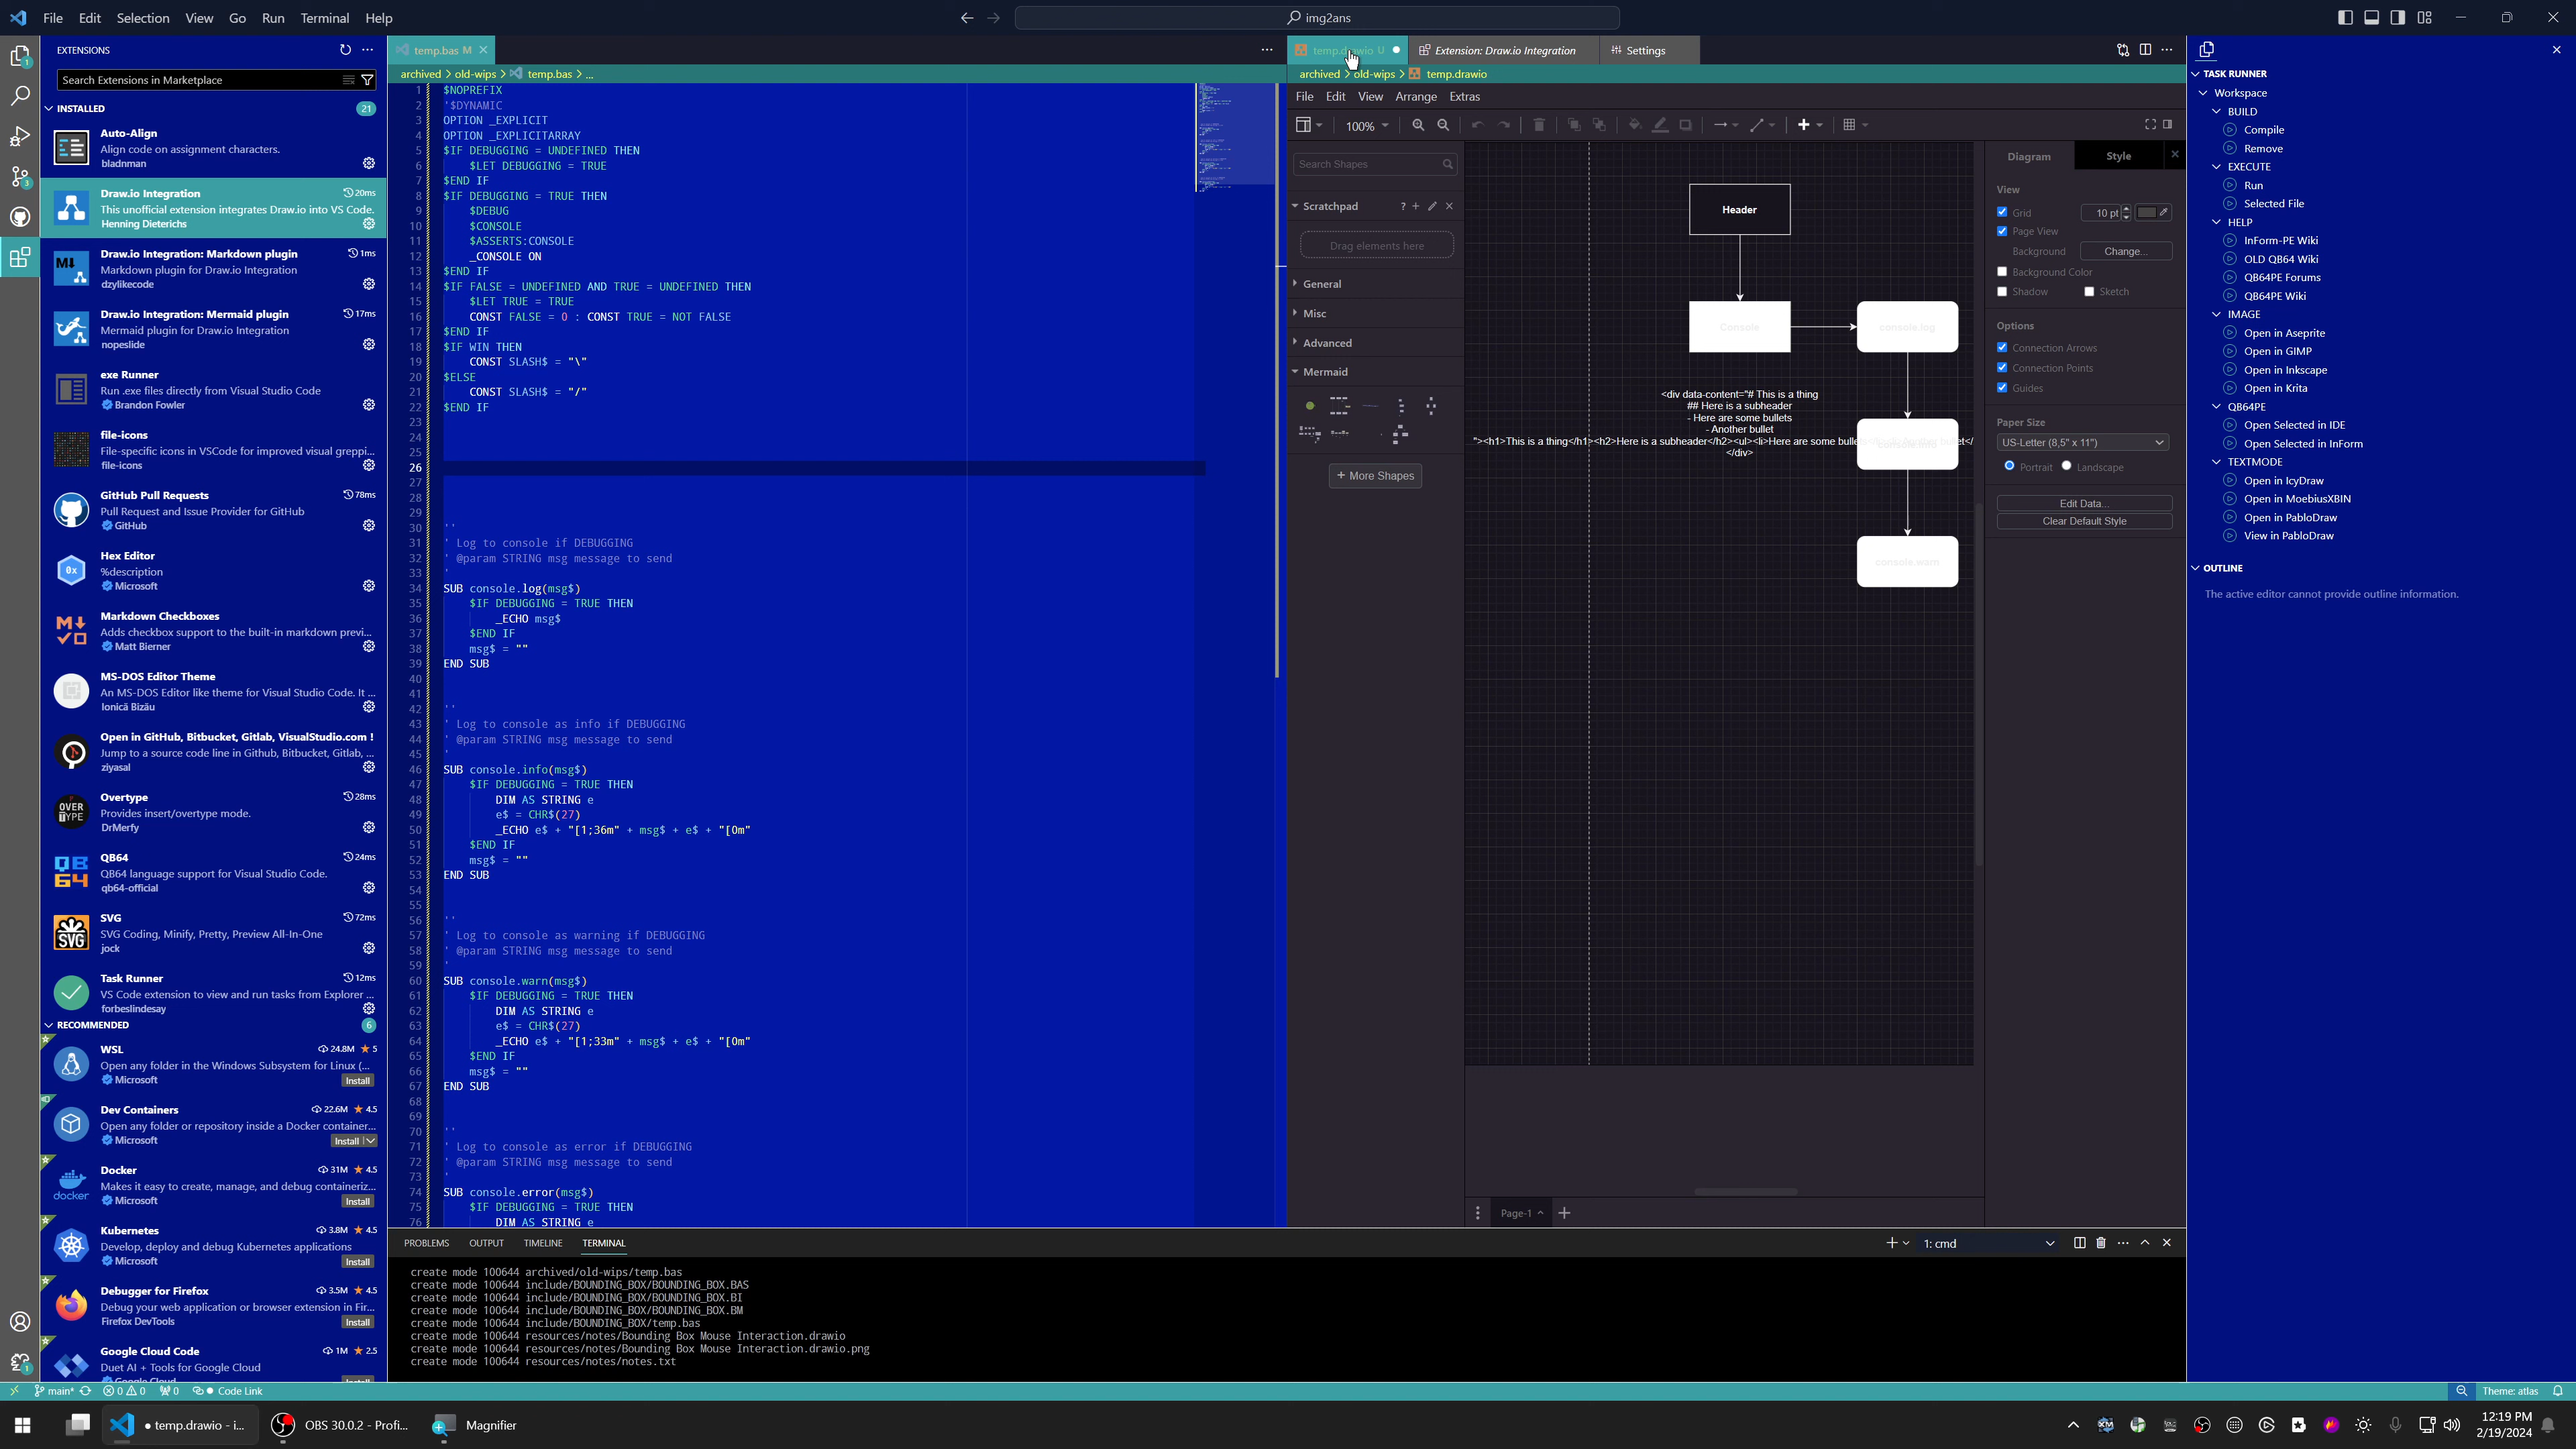 File Edit Selection View Go Run Terminal Help
img2ans
EXTENSIONS
Search Extensions in Marketplace
INSTALLED 21
Auto-Align
Align code on assignment characters.
bladnman
Draw.io Integration 20ms
This unofficial extension integrates Draw.io into VS Code.
Henning Dieterichs
Draw.io Integration: Markdown plugin 1ms
Markdown plugin for Draw.io Integration
dzylikecode
Draw.io Integration: Mermaid plugin 17ms
Mermaid plugin for Draw.io Integration
nopeslide
exe Runner
Run .exe files directly from Visual Studio Code
Brandon Fowler
file-icons
File-specific icons in VSCode for improved visual greppi...
file-icons
GitHub Pull Requests 78ms
Pull Request and Issue Provider for GitHub
GitHub
Hex Editor
%description
Microsoft
Markdown Checkboxes
Adds checkbox support to the built-in markdown previ...
Matt Bierner
MS-DOS Editor Theme
An MS-DOS Editor like theme for Visual Studio Code. It ...
Ionică Bizău
Open in GitHub, Bitbucket, Gitlab, VisualStudio.com !
Jump to a source code line in Github, Bitbucket, Gitlab, ...
ziyasal
Overtype 28ms
Provides insert/overtype mode.
DrMerfy
QB64 24ms
QB64 language support for Visual Studio Code.
qb64-official
SVG 72ms
SVG Coding, Minify, Pretty, Preview All-In-One
jock
Task Runner 12ms
VS Code extension to view and run tasks from Explorer ...
forbeslindesay
RECOMMENDED 6
WSL 24.8M 5
Open any folder in the Windows Subsystem for Linux (...
Microsoft Install
Dev Containers 22.6M 4.5
Open any folder or repository inside a Docker container...
Microsoft Install
Docker 31M 4.5
Makes it easy to create, manage, and debug containeriz...
Microsoft Install
Kubernetes 3.8M 4.5
Develop, deploy and debug Kubernetes applications
Microsoft Install
Debugger for Firefox 3.5M 4.5
Debug your web application or browser extension in Fir...
Firefox DevTools Install
Google Cloud Code 1M 2.5
Duet AI + Tools for Google Cloud
temp.bas M
archived > old-wips > temp.bas > ...
1 $NOPREFIX
2 '$DYNAMIC
3 OPTION _EXPLICIT
4 OPTION _EXPLICITARRAY
5 $IF DEBUGGING = UNDEFINED THEN
6 $LET DEBUGGING = TRUE
7 $END IF
8 $IF DEBUGGING = TRUE THEN
9 $DEBUG
10 $CONSOLE
11 $ASSERTS:CONSOLE
12 _CONSOLE ON
13 $END IF
14 $IF FALSE = UNDEFINED AND TRUE = UNDEFINED THEN
15 $LET TRUE = TRUE
16 CONST FALSE = 0 : CONST TRUE = NOT FALSE
17 $END IF
18 $IF WIN THEN
19 CONST SLASH$ = "\"
20 $ELSE
21 CONST SLASH$ = "/"
22 $END IF
23
24
25
26
27
28
29
30 ''
31 ' Log to console if DEBUGGING
32 ' @param STRING msg message to send
33 '
34 SUB console.log(msg$)
35 $IF DEBUGGING = TRUE THEN
36 _ECHO msg$
37 $END IF
38 msg$ = ""
39 END SUB
40
41
42 ''
43 ' Log to console as info if DEBUGGING
44 ' @param STRING msg message to send
45 '
46 SUB console.info(msg$)
47 $IF DEBUGGING = TRUE THEN
48 DIM AS STRING e
49 e$ = CHR$(27)
50 _ECHO e$ + "[1;36m" + msg$ + e$ + "[0m"
51 $END IF
52 msg$ = ""
53 END SUB
54
55
56 ''
57 ' Log to console as warning if DEBUGGING
58 ' @param STRING msg message to send
59 '
60 SUB console.warn(msg$)
61 $IF DEBUGGING = TRUE THEN
62 DIM AS STRING e
63 e$ = CHR$(27)
64 _ECHO e$ + "[1;33m" + msg$ + e$ + "[0m"
65 $END IF
66 msg$ = ""
67 END SUB
68
69
70 ''
71 ' Log to console as error if DEBUGGING
72 ' @param STRING msg message to send
73 '
74 SUB console.error(msg$)
75 $IF DEBUGGING = TRUE THEN
76 DIM AS STRING e
temp.drawio U Extension: Draw.io Integration Settings
archived > old-wips > temp.drawio
File Edit View Arrange Extras
100%
Search Shapes
Scratchpad ?
Drag elements here
General
Misc
Advanced
Mermaid
+ More Shapes
Header
Console
console.log
<div data-content="# This is a thing
## Here is a subheader
- Here are some bullets
- Another bullet
"><h1>This is a thing</h1><h2>Here is a subheader</h2><ul><li>Here are some bulle
</div>
console.warn
Page-1
Diagram Style
View
Grid 10 pt
Page View
Background Change...
Background Color
Shadow Sketch
Options
Connection Arrows
Connection Points
Guides
Paper Size
US-Letter (8,5" x 11")
Portrait Landscape
Edit Data...
Clear Default Style
TASK RUNNER
Workspace
BUILD
Compile
Remove
EXECUTE
Run
Selected File
HELP
InForm-PE Wiki
OLD QB64 Wiki
QB64PE Forums
QB64PE Wiki
IMAGE
Open in Aseprite
Open in GIMP
Open in Inkscape
Open in Krita
QB64PE
Open Selected in IDE
Open Selected in InForm
TEXTMODE
Open in IcyDraw
Open in MoebiusXBIN
Open in PabloDraw
View in PabloDraw
OUTLINE
The active editor cannot provide outline information.
PROBLEMS OUTPUT TIMELINE TERMINAL
1: cmd
create mode 100644 archived/old-wips/temp.bas
create mode 100644 include/BOUNDING_BOX/BOUNDING_BOX.BAS
create mode 100644 include/BOUNDING_BOX/BOUNDING_BOX.BI
create mode 100644 include/BOUNDING_BOX/BOUNDING_BOX.BM
create mode 100644 include/BOUNDING_BOX/temp.bas
create mode 100644 resources/notes/Bounding Box Mouse Interaction.drawio
create mode 100644 resources/notes/Bounding Box Mouse Interaction.drawio.png
create mode 100644 resources/notes/notes.txt
main* 0 0 0 Code Link
Theme: atlas
temp.drawio - i... OBS 30.0.2 - Profi... Magnifier
12:19 PM
2/19/2024